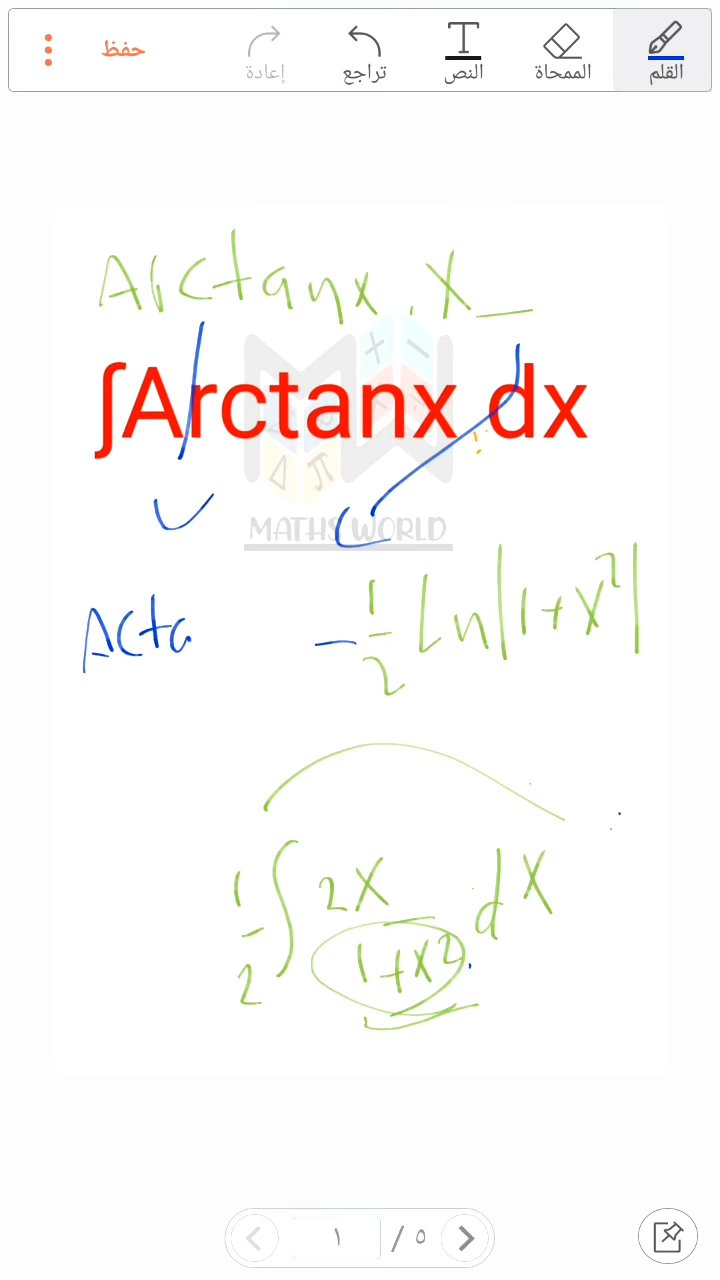 حفظ إعادة تراجع النص الممحاة القلم
Arctanx . x _
∫Arctanx dx
MATHS WORLD
Acta - 1/2 Ln|1+x²|
1/2 ∫ 2x/(1+x²) dx
١ / ٥